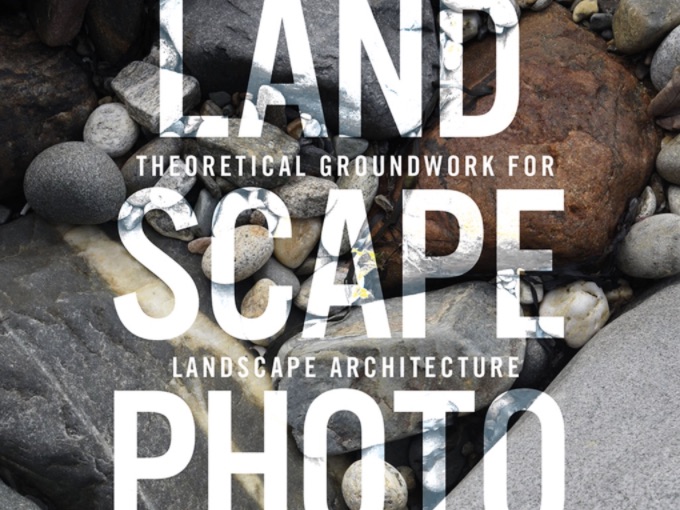 LAND
THEORETICAL GROUNDWORK FOR
SCAPE
LANDSCAPE ARCHITECTURE
PHOTO